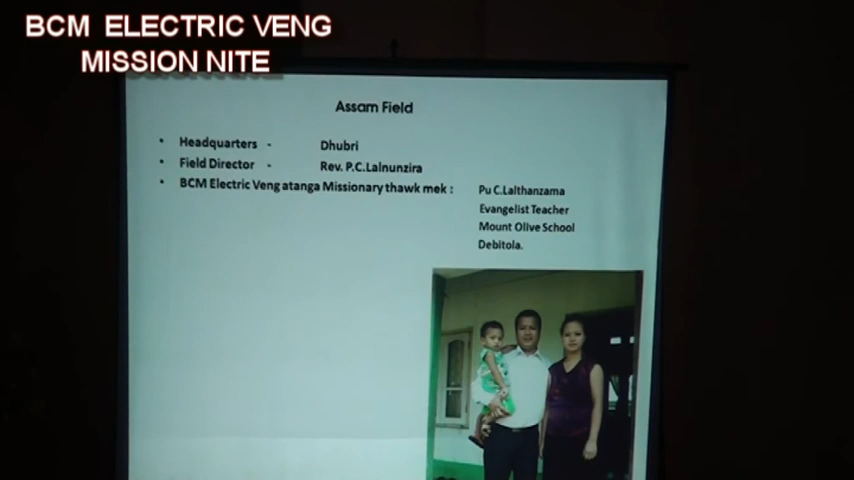 BCM ELECTRIC VENG
MISSION NITE
Assam Field
• Headquarters - Dhubri
• Field Director - Rev. P.C.Lalnunzira
• BCM Electric Veng atanga Missionary thawk mek : Pu C.Lalthanzama
Evangelist Teacher
Mount Olive School
Debitola.